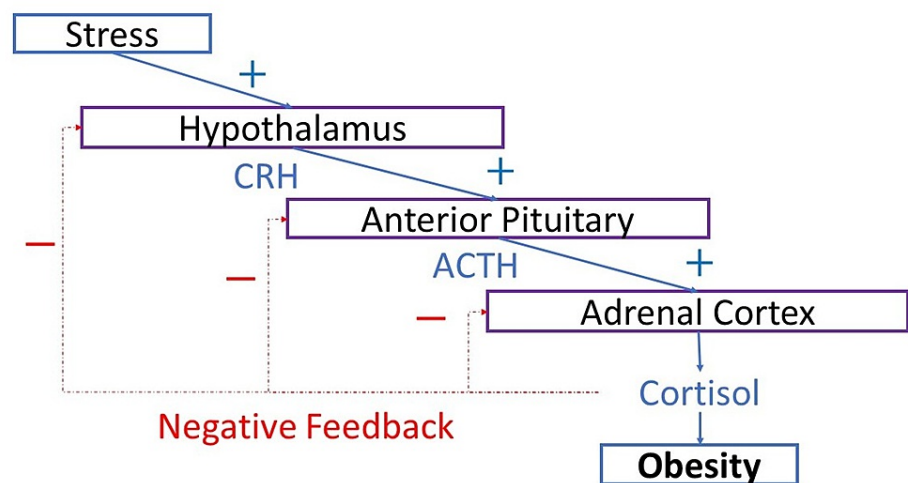 Stress
+
Hypothalamus
CRH
+
Anterior Pituitary
ACTH
+
Adrenal Cortex
Cortisol
Negative Feedback
Obesity